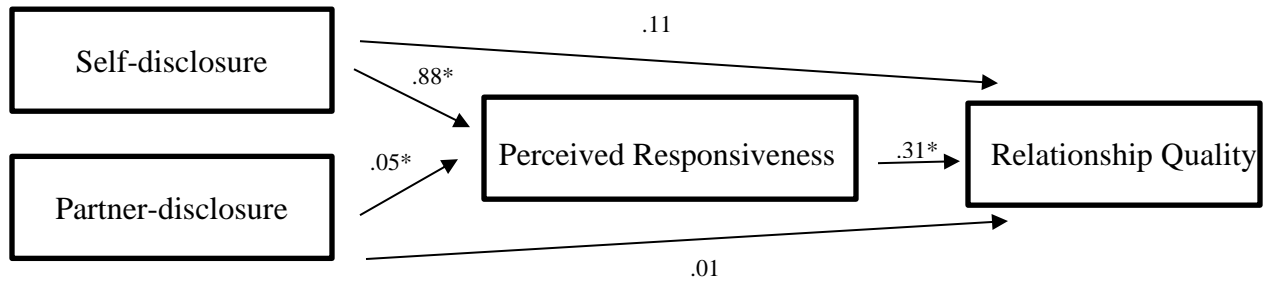 .11
Self-disclosure
.88*
Perceived Responsiveness
.31*
Relationship Quality
.05*
Partner-disclosure
.01